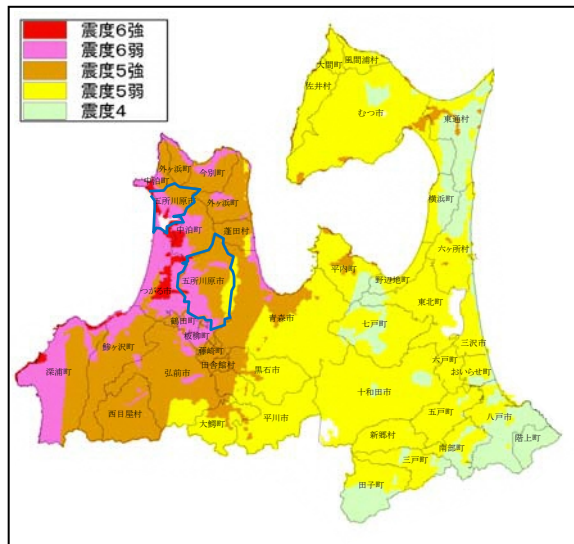 震度6強
震度6弱
震度5強
震度5弱
震度4
大間町
風間浦村
佐井村
むつ市
東通村
外ヶ浜町
今別町
中泊町
五所川原市
外ヶ浜町
横浜町
中泊町
蓬田村
六ヶ所村
平内町
野辺地町
五所川原市
つがる市
東北町
青森市
七戸町
鶴田町
板柳町
三沢市
鰺ヶ沢町
藤崎町
六戸町
田舎館村
おいらせ町
深浦町
弘前市
黒石市
十和田市
五戸町
八戸市
西目屋村
大鰐町
平川市
新郷村
南部町
階上町
三戸町
田子町